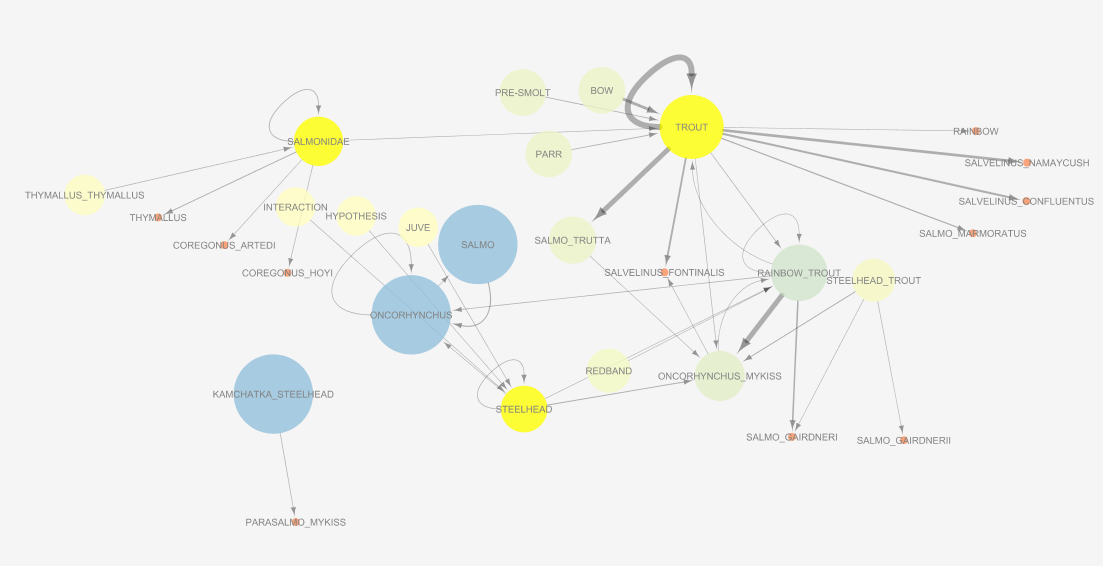 PRE-SMOLT
BOW
TROUT
RAINBOW
SALMONIDAE
PARR
SALVELINUS_NAMAYCUSH
THYMALLUS_THYMALLUS
SALVELINUS_CONFLUENTUS
INTERACTION
THYMALLUS
HYPOTHESIS
JUVE
SALMO_MARMORATUS
COREGONUS_ARTEDI
SALMO
SALMO_TRUTTA
COREGONUS_HOYI
SALVELINUS_FONTINALIS
RAINBOW_TROUT
STEELHEAD_TROUT
ONCORHYNCHUS
REDBAND
ONCORHYNCHUS_MYKISS
KAMCHATKA_STEELHEAD
STEELHEAD
SALMO_GAIRDNERI
SALMO_GAIRDNERII
PARASALMO_MYKISS